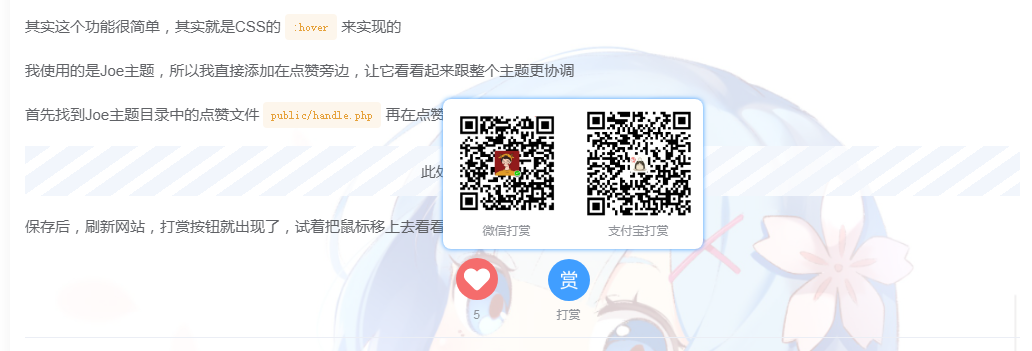 其实这个功能很简单，其实就是CSS的 :hover 来实现的
我使用的是Joe主题，所以我直接添加在点赞旁边，让它看看起来跟整个主题更协调
首先找到Joe主题目录中的点赞文件 public/handle.php 再在点赞
此处
保存后，刷新网站，打赏按钮就出现了，试着把鼠标移上去看看
微信打赏 支付宝打赏
赏
5 打赏